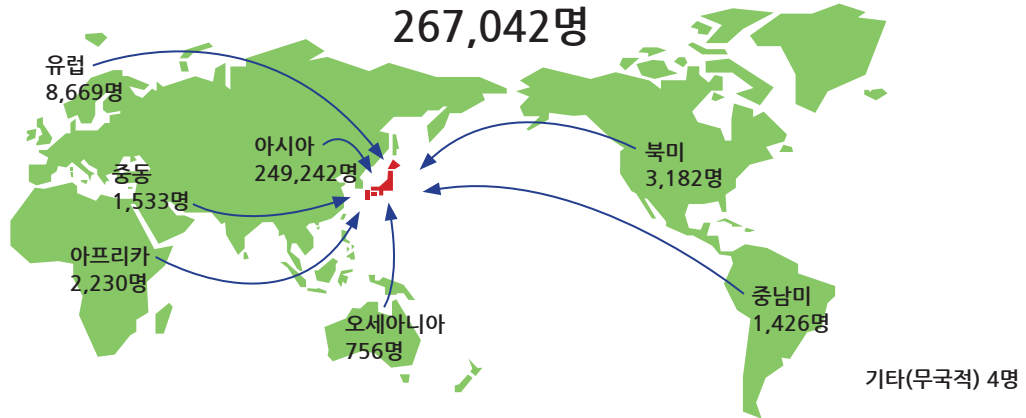 267,042명
유럽
8,669명
아시아
249,242명
북미
3,182명
중동
1,533명
아프리카
2,230명
중남미
1,426명
오세아니아
756명
기타(무국적) 4명